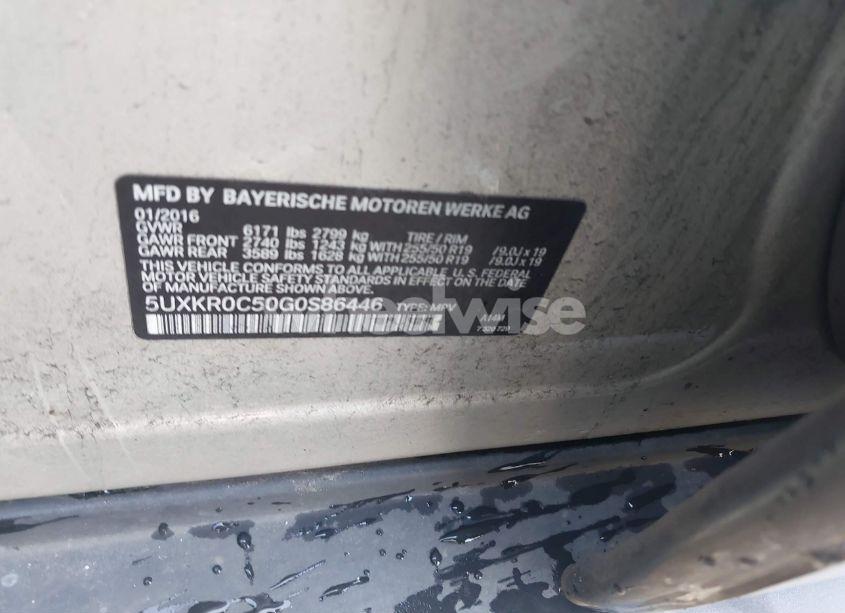 MFD BY BAYERISCHE MOTOREN WERKE AG
01/2016
GVWR 6171 lbs 2799 kg TIRE / RIM
GAWR FRONT 2740 lbs 1243 kg WITH 255/50 R19 /9.0J x 19
GAWR REAR 3589 lbs 1628 kg WITH 255/50 R19 /9.0J x 19
THIS VEHICLE CONFORMS TO ALL APPLICABLE U.S. FEDERAL
MOTOR VEHICLE SAFETY STANDARDS IN EFFECT ON THE DATE
OF MANUFACTURE SHOWN ABOVE.
5UXKR0C50G0S86446 TYPE: MPV